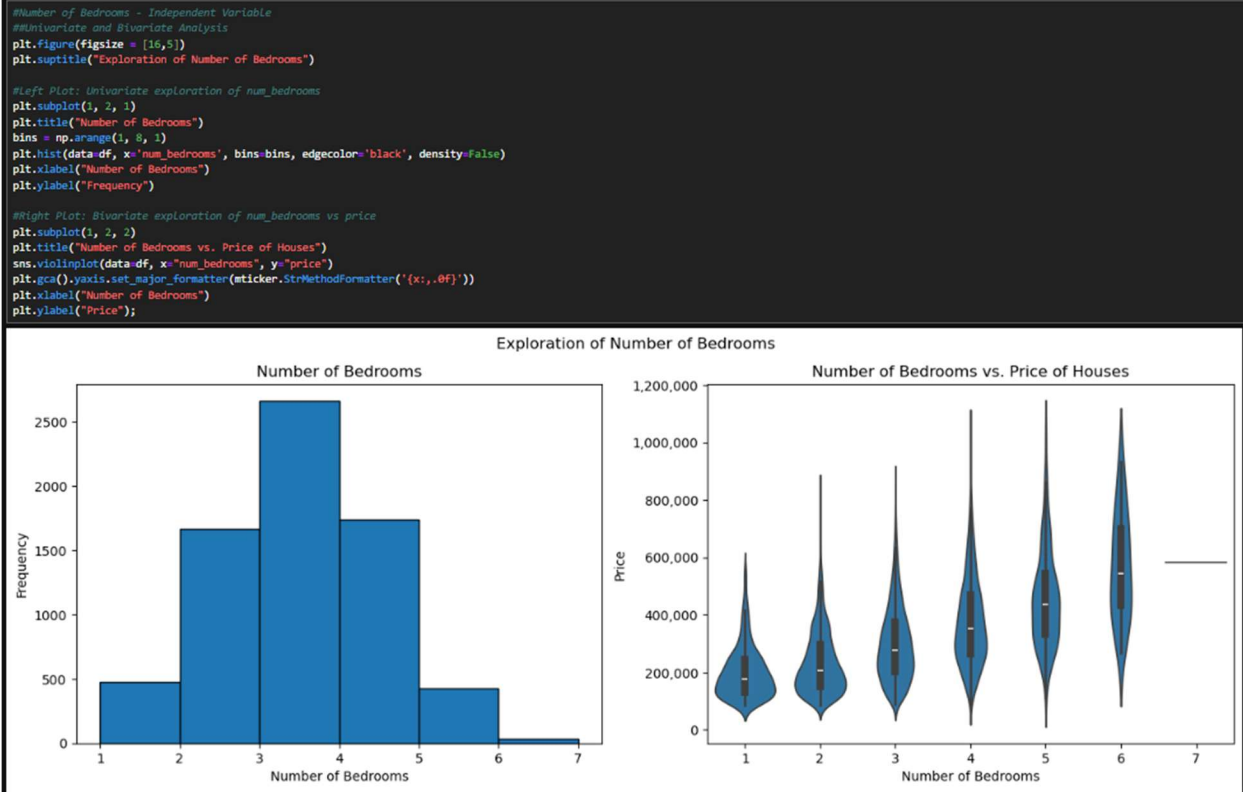 #Number of Bedrooms - Independent Variable
##Univariate and Bivariate Analysis
plt.figure(figsize = [16,5])
plt.suptitle("Exploration of Number of Bedrooms")
#Left Plot: Univariate exploration of num_bedrooms
plt.subplot(1, 2, 1)
plt.title("Number of Bedrooms")
bins = np.arange(1, 8, 1)
plt.hist(data=df, x='num_bedrooms', bins=bins, edgecolor='black', density=False)
plt.xlabel("Number of Bedrooms")
plt.ylabel("Frequency")
#Right Plot: Bivariate exploration of num_bedrooms vs price
plt.subplot(1, 2, 2)
plt.title("Number of Bedrooms vs. Price of Houses")
sns.violinplot(data=df, x="num_bedrooms", y="price")
plt.gca().yaxis.set_major_formatter(mticker.StrMethodFormatter('{x:,.0f}'))
plt.xlabel("Number of Bedrooms")
plt.ylabel("Price");
Exploration of Number of Bedrooms
Number of Bedrooms
Frequency
2500
2000
1500
1000
500
0
1 2 3 4 5 6 7
Number of Bedrooms
Number of Bedrooms vs. Price of Houses
Price
1,200,000
1,000,000
800,000
600,000
400,000
200,000
0
1 2 3 4 5 6 7
Number of Bedrooms